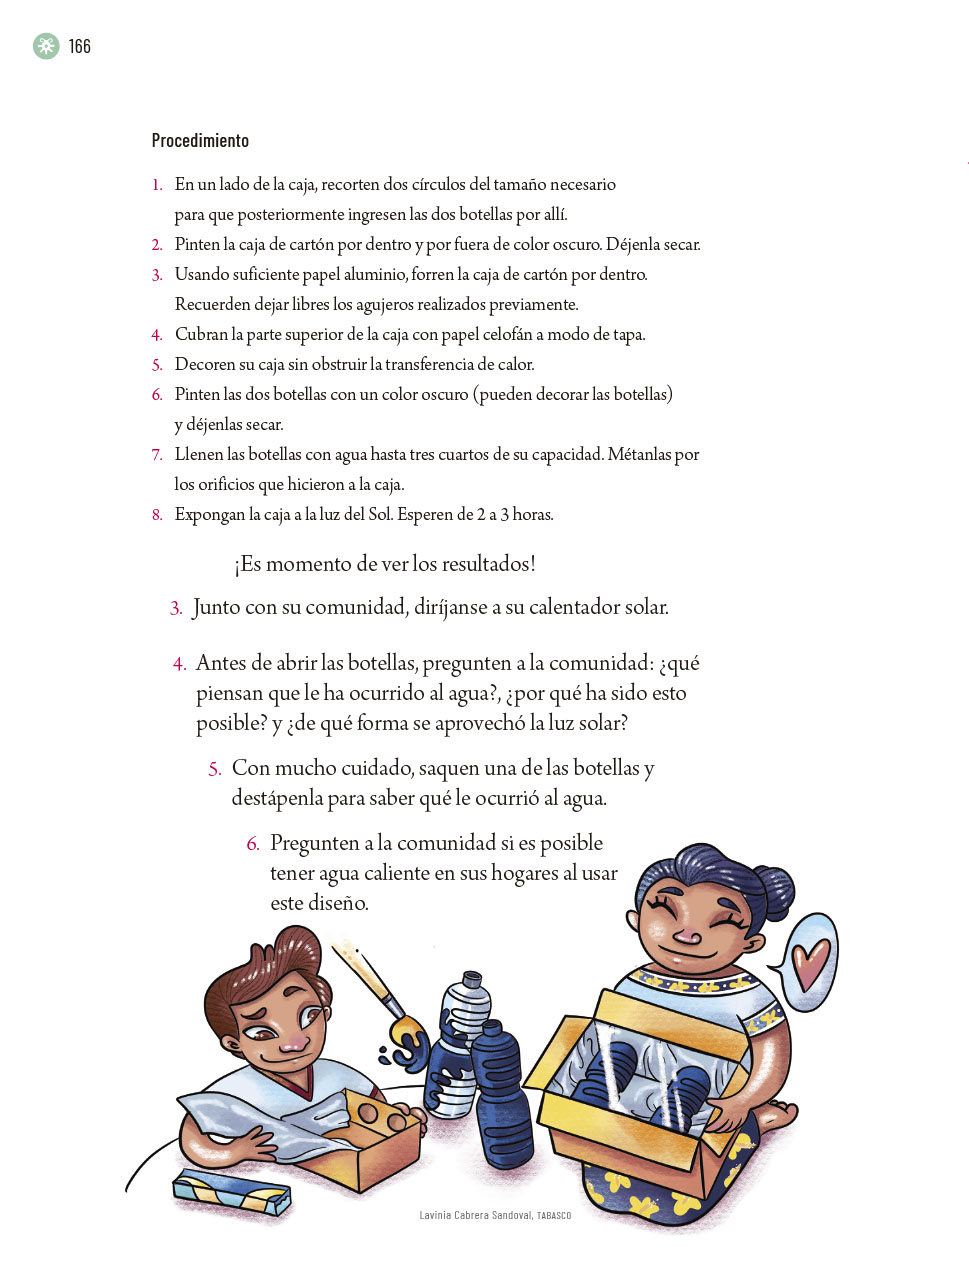 166
Procedimiento
1. En un lado de la caja, recorten dos círculos del tamaño necesario
para que posteriormente ingresen las dos botellas por allí.
2. Pinten la caja de cartón por dentro y por fuera de color oscuro. Déjenla secar.
3. Usando suficiente papel aluminio, forren la caja de cartón por dentro.
Recuerden dejar libres los agujeros realizados previamente.
4. Cubran la parte superior de la caja con papel celofán a modo de tapa.
5. Decoren su caja sin obstruir la transferencia de calor.
6. Pinten las dos botellas con un color oscuro (pueden decorar las botellas)
y déjenlas secar.
7. Llenen las botellas con agua hasta tres cuartos de su capacidad. Métanlas por
los orificios que hicieron a la caja.
8. Expongan la caja a la luz del Sol. Esperen de 2 a 3 horas.
¡Es momento de ver los resultados!
3. Junto con su comunidad, diríjanse a su calentador solar.
4. Antes de abrir las botellas, pregunten a la comunidad: ¿qué
piensan que le ha ocurrido al agua?, ¿por qué ha sido esto
posible? y ¿de qué forma se aprovechó la luz solar?
5. Con mucho cuidado, saquen una de las botellas y
destápenla para saber qué le ocurrió al agua.
6. Pregunten a la comunidad si es posible
tener agua caliente en sus hogares al usar
este diseño.
Lavinia Cabrera Sandoval, TABASCO